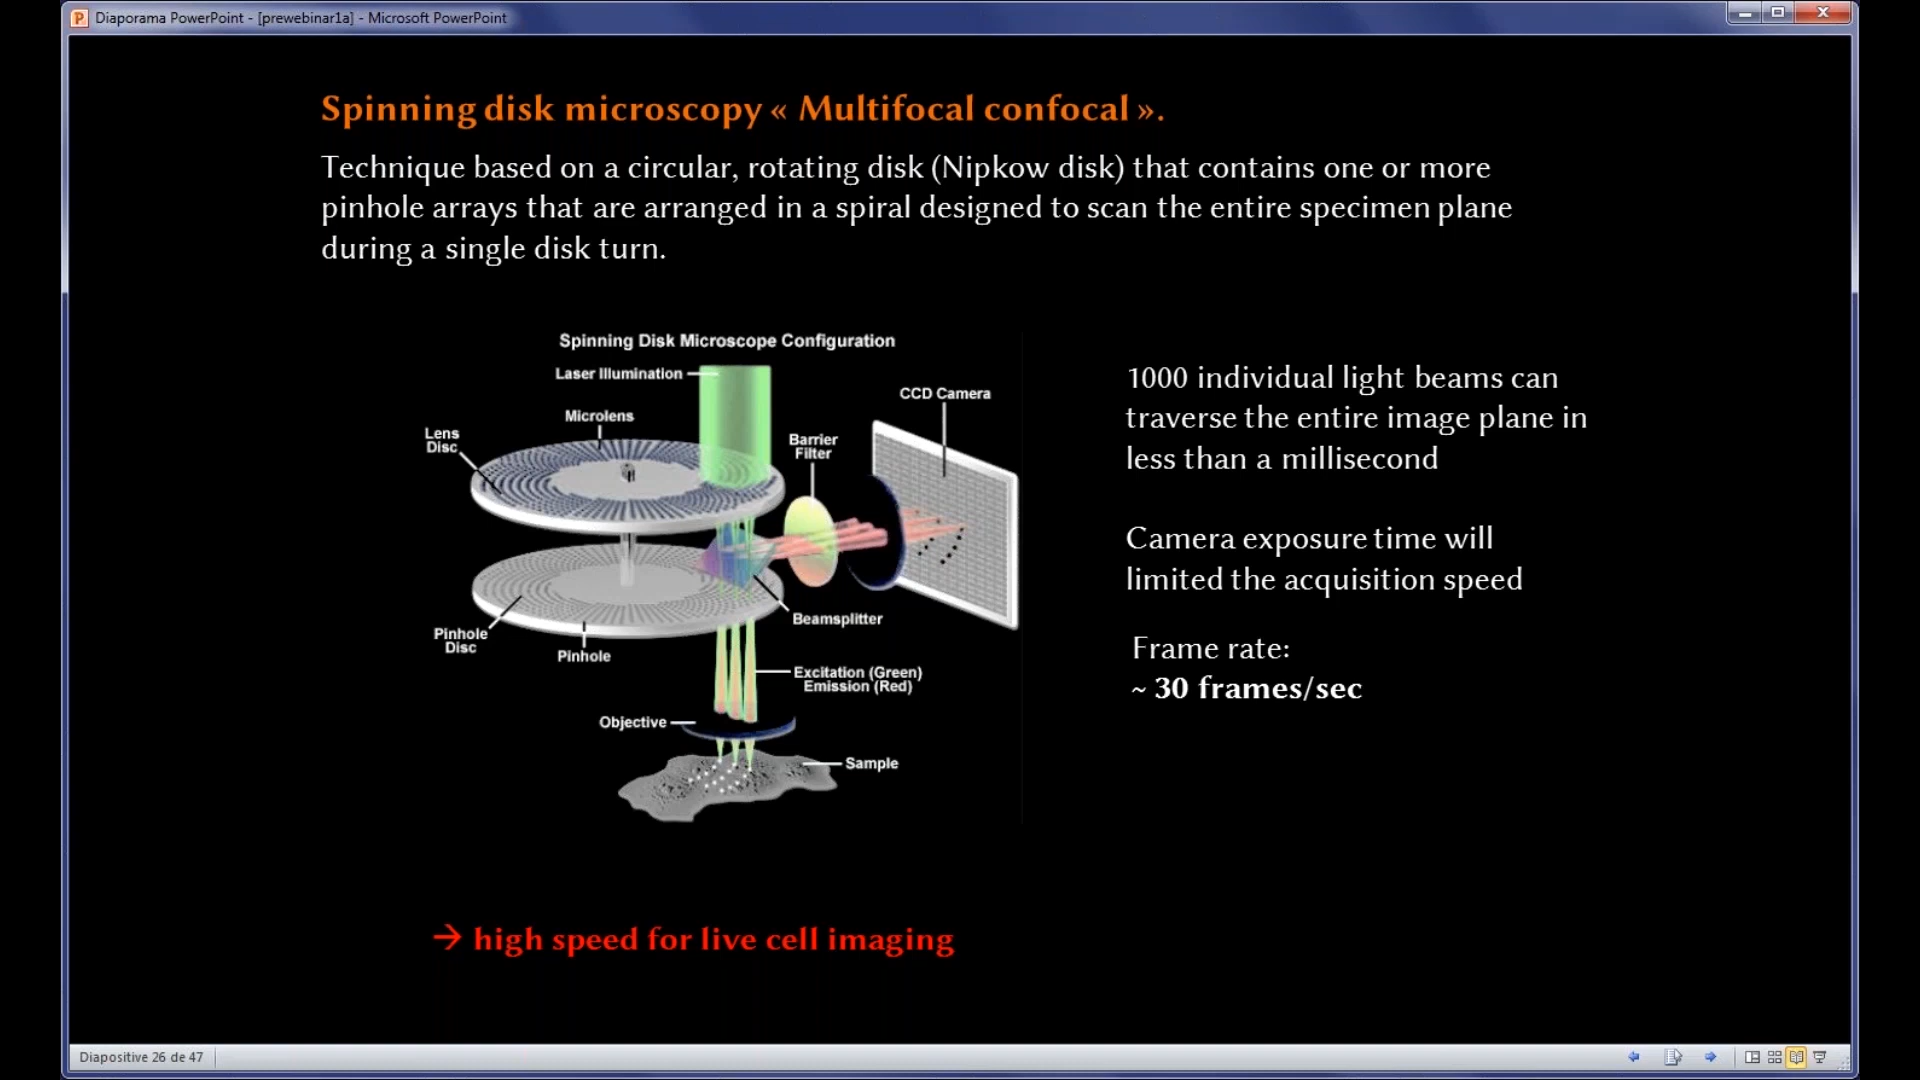 Diaporama PowerPoint - [prewebinar1a] - Microsoft PowerPoint
Spinning disk microscopy « Multifocal confocal ».
Technique based on a circular, rotating disk (Nipkow disk) that contains one or more
pinhole arrays that are arranged in a spiral designed to scan the entire specimen plane
during a single disk turn.
Spinning Disk Microscope Configuration
Laser Illumination
Microlens
Lens
Disc
Barrier
Filter
CCD Camera
Pinhole
Disc
Pinhole
Beamsplitter
Excitation (Green)
Emission (Red)
Objective
Sample
1000 individual light beams can
traverse the entire image plane in
less than a millisecond
Camera exposure time will
limited the acquisition speed
Frame rate:
~ 30 frames/sec
→ high speed for live cell imaging
Diapositive 26 de 47